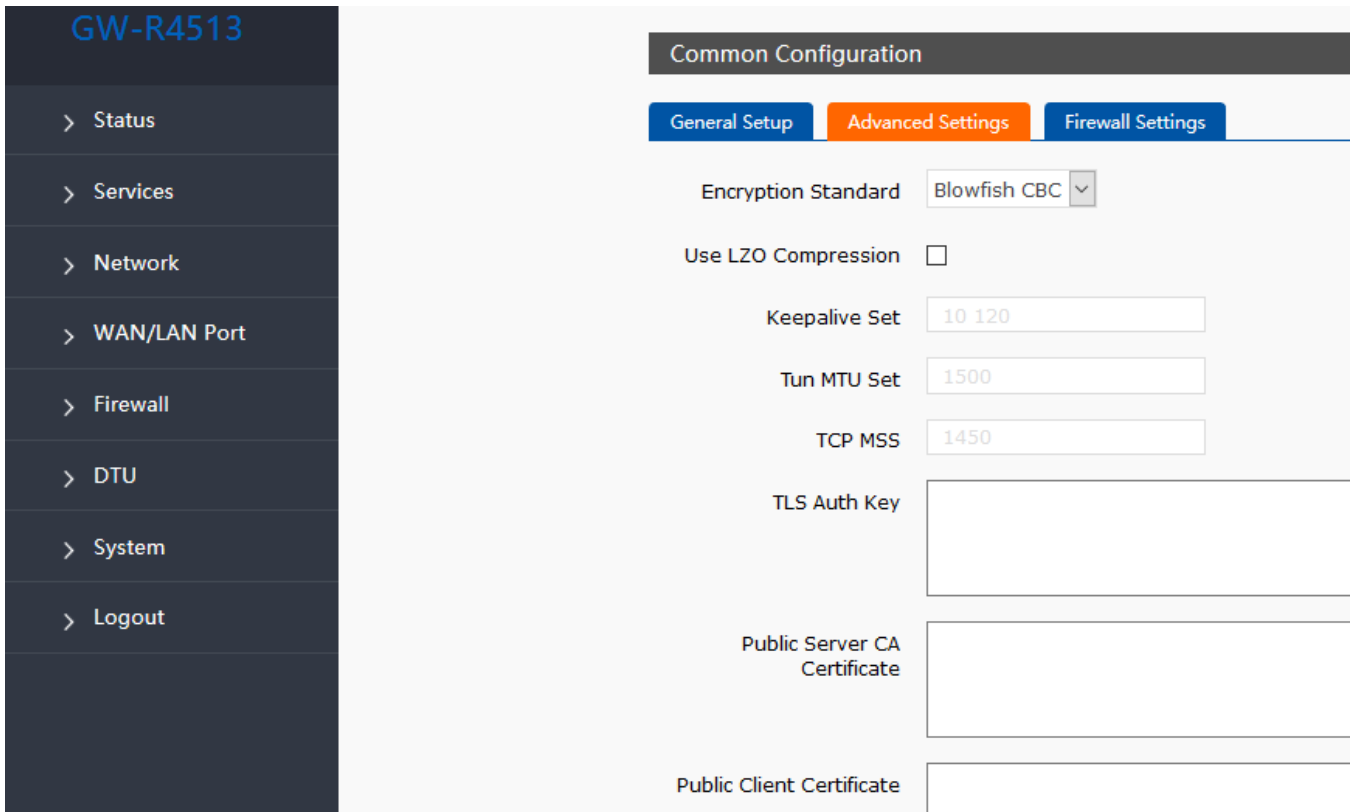 GW-R4513
Status
Services
Network
WAN/LAN Port
Firewall
DTU
System
Logout
Common Configuration
General Setup
Advanced Settings
Firewall Settings
Encryption Standard
Blowfish CBC
Use LZO Compression
Keepalive Set
10 120
Tun MTU Set
1500
TCP MSS
1450
TLS Auth Key
Public Server CA
Certificate
Public Client Certificate